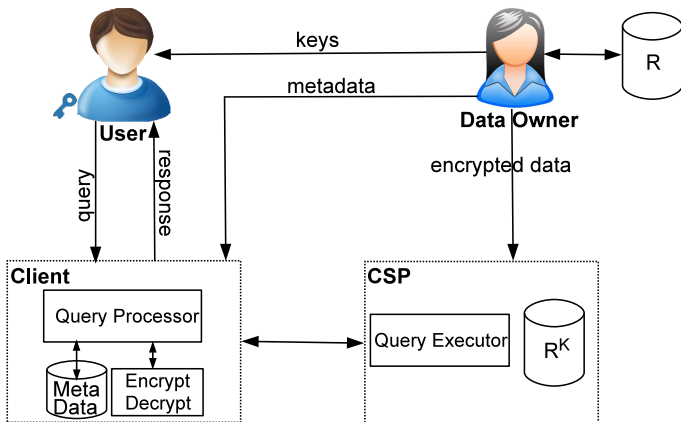 keys
R
metadata
User
Data Owner
query
response
encrypted data
Client
CSP
Query Processor
Query Executor
R^K
Meta
Data
Encrypt
Decrypt